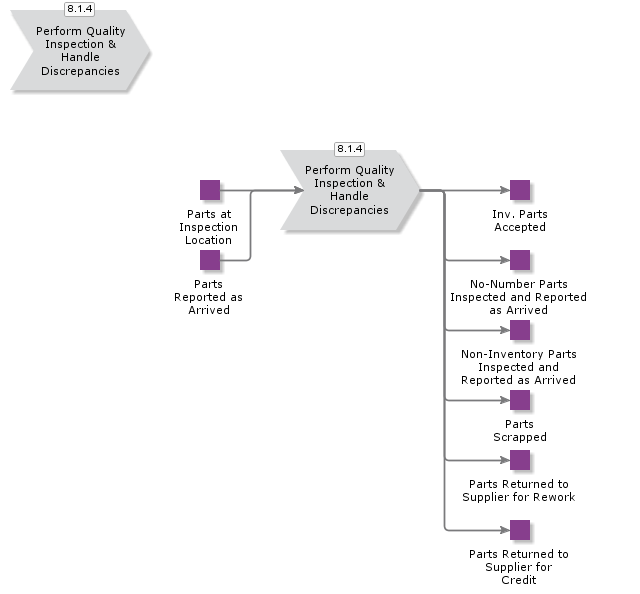 8.1.4
Perform Quality
Inspection &
Handle
Discrepancies
8.1.4
Perform Quality
Inspection &
Handle
Discrepancies
Parts at
Inspection
Location
Parts
Reported as
Arrived
Inv. Parts
Accepted
No-Number Parts
Inspected and Reported
as Arrived
Non-Inventory Parts
Inspected and
Reported as Arrived
Parts
Scrapped
Parts Returned to
Supplier for Rework
Parts Returned to
Supplier for
Credit